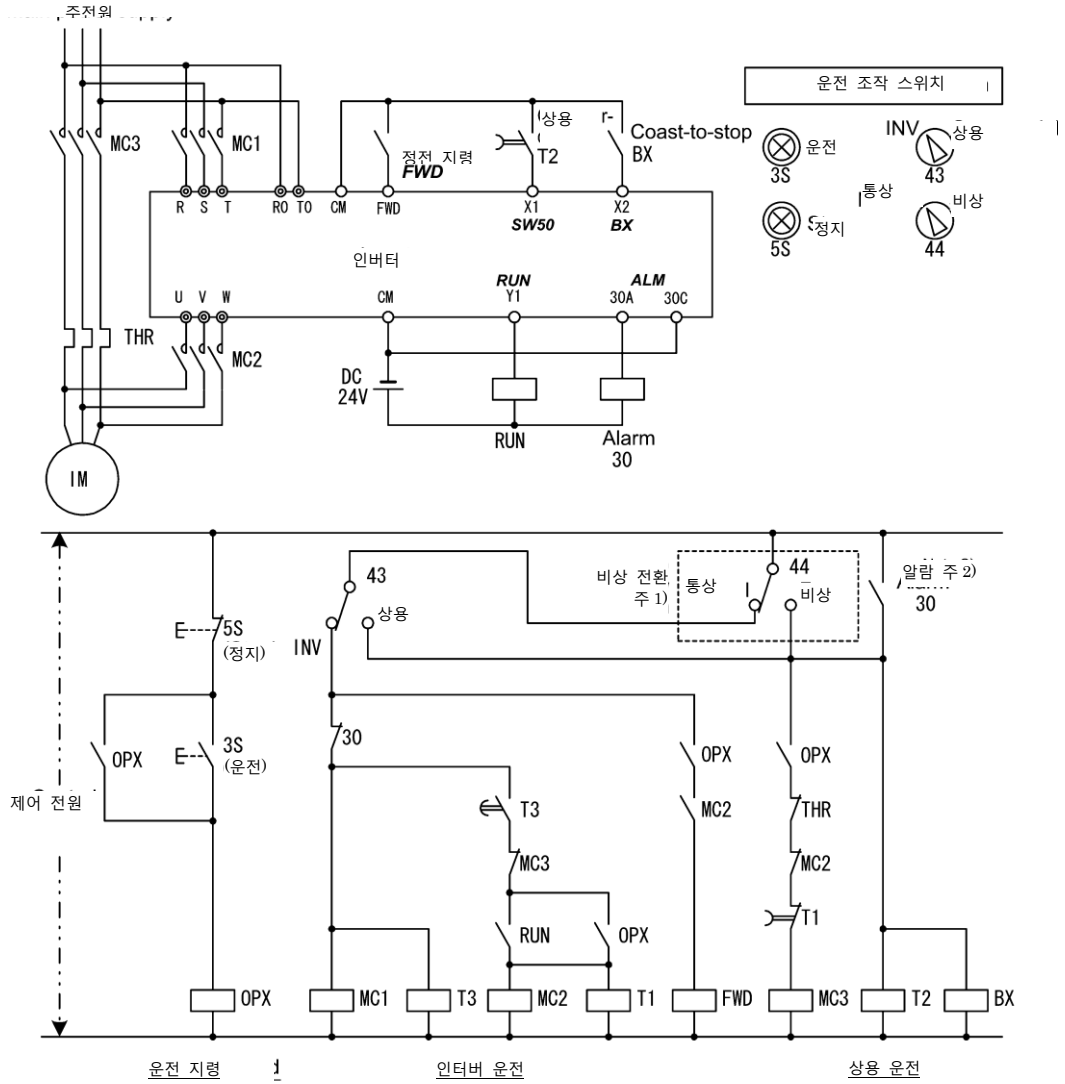 주전원
MC3
MC1
정전 지령
FWD
상용
T2
Coast-to-stop
BX
운전 조작 스위치
운전
3S
INV
상용
43
정지
5S
통상
비상
44
R S T R0 T0 CM FWD X1 X2
SW50 BX
인버터
RUN ALM
U V W CM Y1 30A 30C
THR
MC2
DC
24V
RUN
Alarm
30
IM
43
상용
INV
비상 전환
주 1)
통상
44
비상
알람 주 2)
30
5S
(정지)
OPX
3S
(운전)
30
T3
MC3
RUN
OPX
OPX
MC2
OPX
THR
MC2
T1
제어 전원
OPX MC1 T3 MC2 T1 FWD MC3 T2 BX
운전 지령
인터버 운전
상용 운전